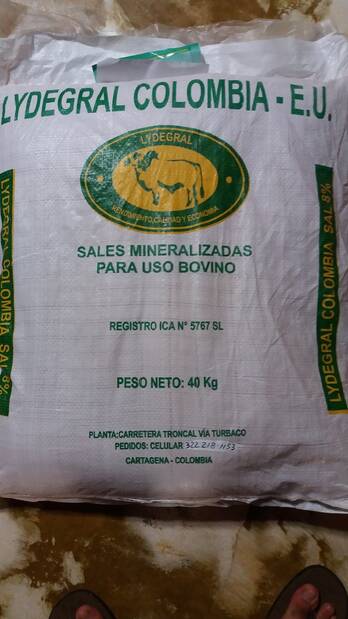 LYDEGRAL COLOMBIA - E.U.
LYDEGRAL
RENDIMIENTO, CALIDAD Y ECONOMIA
SALES MINERALIZADAS
PARA USO BOVINO
LYDEGRAL COLOMBIA SAL 8%
LYDEGRAL COLOMBIA SAL 8%
REGISTRO ICA N° 5767 SL
PESO NETO: 40 Kg
PLANTA:CARRETERA TRONCAL VÍA TURBACO
PEDIDOS: CELULAR 322 218 1153
CARTAGENA - COLOMBIA